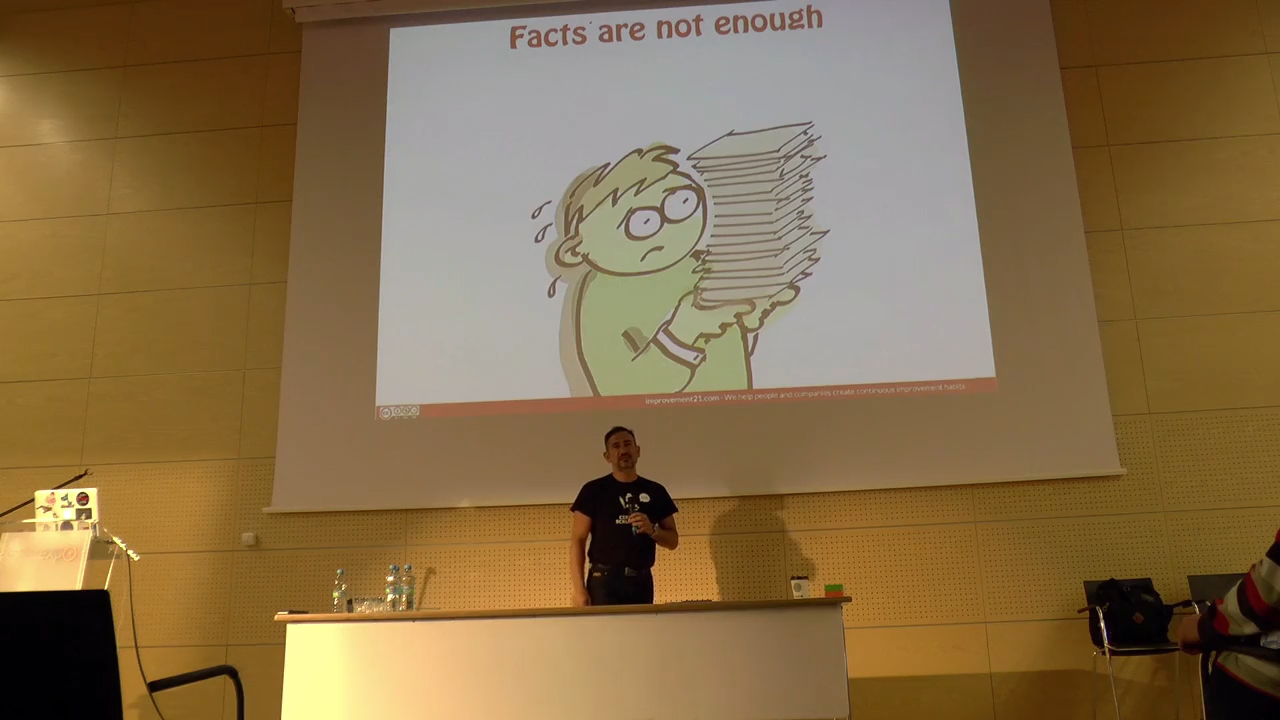 Facts are not enough
improvement21.com - We help people and companies create continuous improvement habits